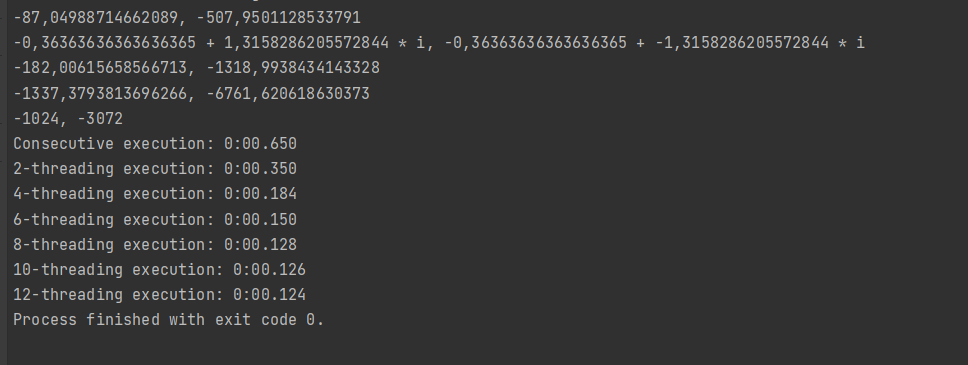 -87,04988714662089, -507,9501128533791
-0,36363636363636365 + 1,3158286205572844 * i, -0,36363636363636365 + -1,3158286205572844 * i
-182,00615658566713, -1318,9938434143328
-1337,3793813696266, -6761,620618630373
-1024, -3072
Consecutive execution: 0:00.650
2-threading execution: 0:00.350
4-threading execution: 0:00.184
6-threading execution: 0:00.150
8-threading execution: 0:00.128
10-threading execution: 0:00.126
12-threading execution: 0:00.124
Process finished with exit code 0.